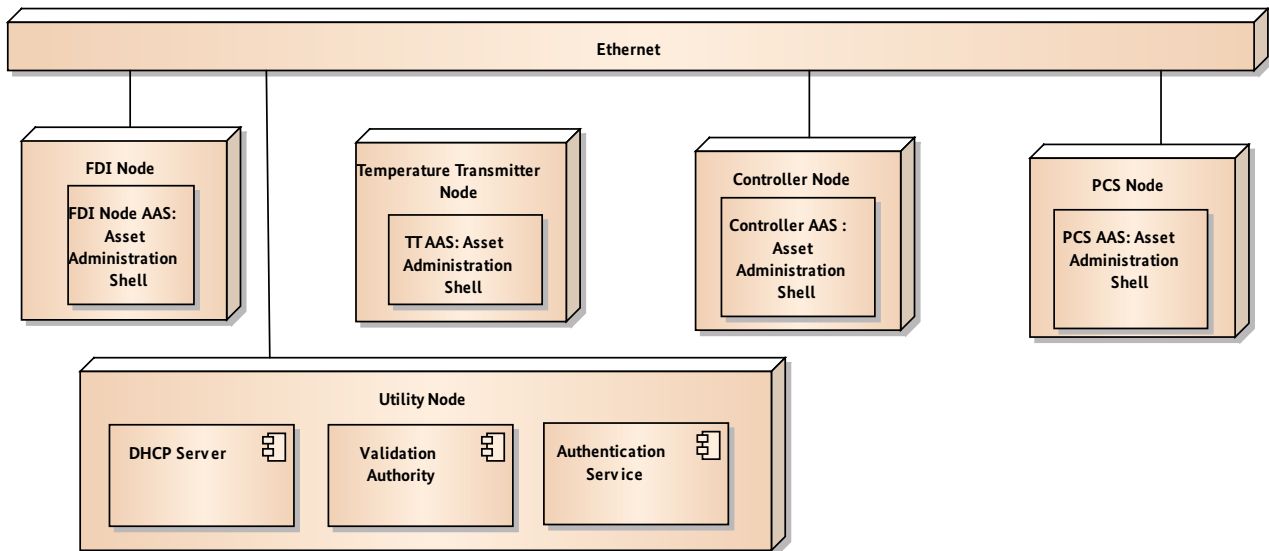 Ethernet
FDI Node
FDI Node AAS:
Asset
Administration
Shell
Temperature Transmitter
Node
TT AAS: Asset
Administration
Shell
Controller Node
Controller AAS :
Asset
Administration
Shell
PCS Node
PCS AAS: Asset
Administration
Shell
Utility Node
DHCP Server
Validation
Authority
Authentication
Service